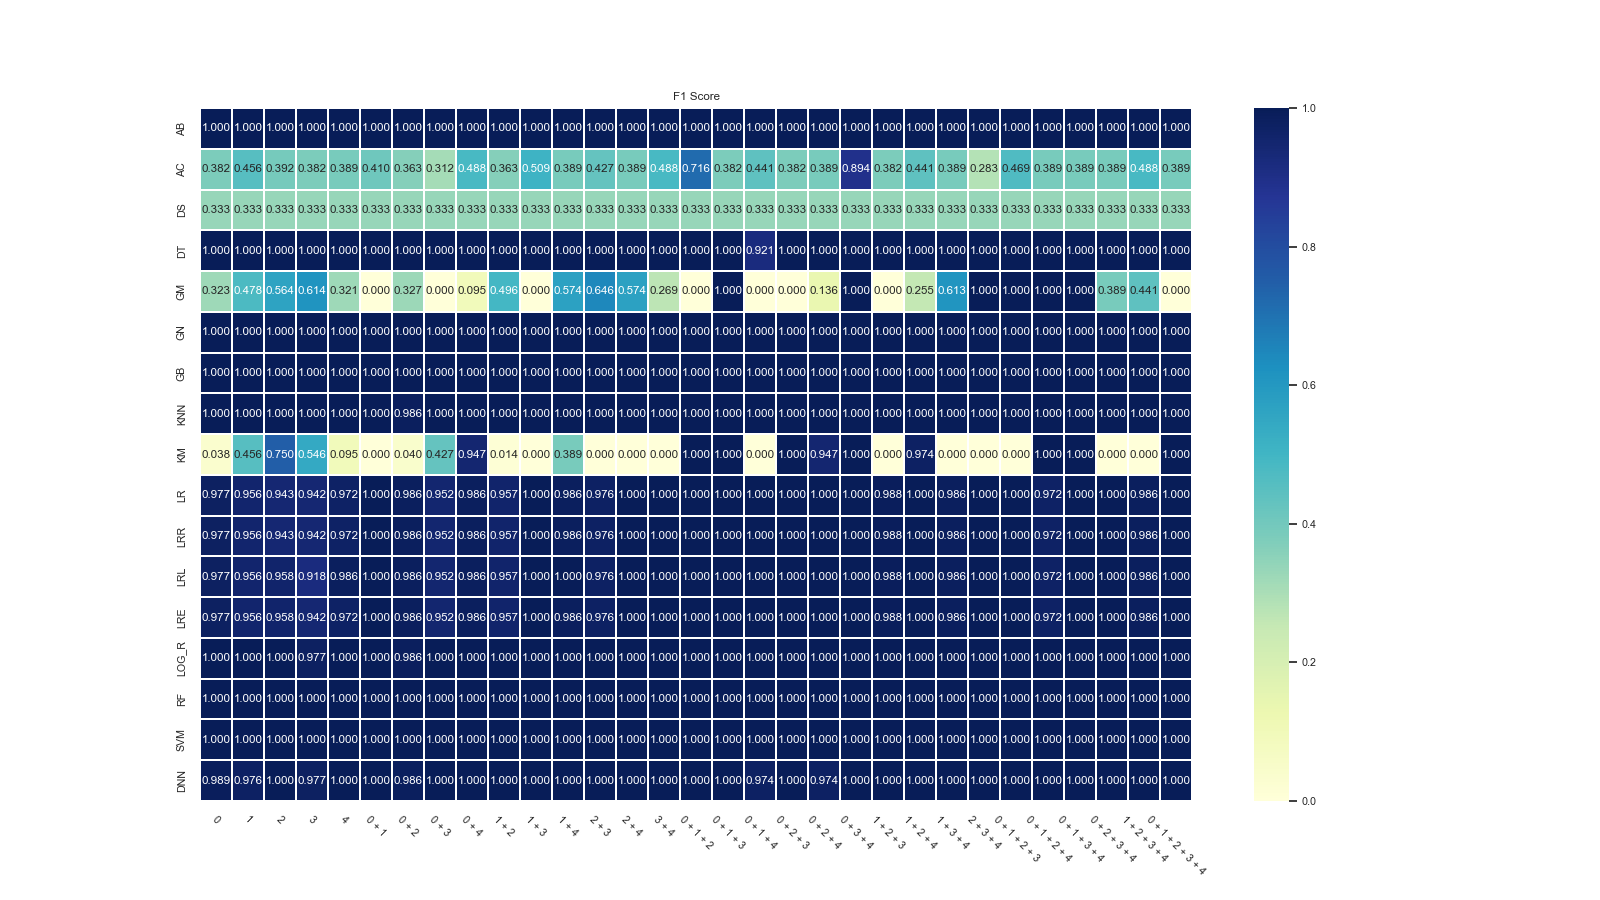 F1 Score
AB 1.000 1.000 1.000 1.000 1.000 1.000 1.000 1.000 1.000 1.000 1.000 1.000 1.000 1.000 1.000 1.000 1.000 1.000 1.000 1.000 1.000 1.000 1.000 1.000 1.000 1.000 1.000 1.000 1.000 1.000 1.000
AC 0.382 0.456 0.392 0.382 0.389 0.410 0.363 0.312 0.488 0.363 0.509 0.389 0.427 0.389 0.488 0.716 0.382 0.441 0.382 0.389 0.894 0.382 0.441 0.389 0.283 0.469 0.389 0.389 0.389 0.488 0.389
DS 0.333 0.333 0.333 0.333 0.333 0.333 0.333 0.333 0.333 0.333 0.333 0.333 0.333 0.333 0.333 0.333 0.333 0.333 0.333 0.333 0.333 0.333 0.333 0.333 0.333 0.333 0.333 0.333 0.333 0.333 0.333
DT 1.000 1.000 1.000 1.000 1.000 1.000 1.000 1.000 1.000 1.000 1.000 1.000 1.000 1.000 1.000 1.000 1.000 0.921 1.000 1.000 1.000 1.000 1.000 1.000 1.000 1.000 1.000 1.000 1.000 1.000 1.000
GM 0.323 0.478 0.564 0.614 0.321 0.000 0.327 0.000 0.095 0.496 0.000 0.574 0.646 0.574 0.269 0.000 1.000 0.000 0.000 0.136 1.000 0.000 0.255 0.613 1.000 1.000 1.000 1.000 0.389 0.441 0.000
GN 1.000 1.000 1.000 1.000 1.000 1.000 1.000 1.000 1.000 1.000 1.000 1.000 1.000 1.000 1.000 1.000 1.000 1.000 1.000 1.000 1.000 1.000 1.000 1.000 1.000 1.000 1.000 1.000 1.000 1.000 1.000
GB 1.000 1.000 1.000 1.000 1.000 1.000 1.000 1.000 1.000 1.000 1.000 1.000 1.000 1.000 1.000 1.000 1.000 1.000 1.000 1.000 1.000 1.000 1.000 1.000 1.000 1.000 1.000 1.000 1.000 1.000 1.000
KNN 1.000 1.000 1.000 1.000 1.000 1.000 0.986 1.000 1.000 1.000 1.000 1.000 1.000 1.000 1.000 1.000 1.000 1.000 1.000 1.000 1.000 1.000 1.000 1.000 1.000 1.000 1.000 1.000 1.000 1.000 1.000
KM 0.038 0.456 0.750 0.546 0.095 0.000 0.040 0.427 0.947 0.014 0.000 0.389 0.000 0.000 0.000 1.000 1.000 0.000 1.000 0.947 1.000 0.000 0.974 0.000 0.000 0.000 1.000 1.000 0.000 0.000 1.000
LR 0.977 0.956 0.943 0.942 0.972 1.000 0.986 0.952 0.986 0.957 1.000 0.986 0.976 1.000 1.000 1.000 1.000 1.000 1.000 1.000 1.000 0.988 1.000 0.986 1.000 1.000 0.972 1.000 1.000 0.986 1.000
LRR 0.977 0.956 0.943 0.942 0.972 1.000 0.986 0.952 0.986 0.957 1.000 0.986 0.976 1.000 1.000 1.000 1.000 1.000 1.000 1.000 1.000 0.988 1.000 0.986 1.000 1.000 0.972 1.000 1.000 0.986 1.000
LRL 0.977 0.956 0.958 0.918 0.986 1.000 0.986 0.952 0.986 0.957 1.000 1.000 0.976 1.000 1.000 1.000 1.000 1.000 1.000 1.000 1.000 0.988 1.000 0.986 1.000 1.000 0.972 1.000 1.000 0.986 1.000
LRE 0.977 0.956 0.958 0.942 0.972 1.000 0.986 0.952 0.986 0.957 1.000 0.986 0.976 1.000 1.000 1.000 1.000 1.000 1.000 1.000 1.000 0.988 1.000 0.986 1.000 1.000 0.972 1.000 1.000 0.986 1.000
LOG_R 1.000 1.000 1.000 0.977 1.000 1.000 0.986 1.000 1.000 1.000 1.000 1.000 1.000 1.000 1.000 1.000 1.000 1.000 1.000 1.000 1.000 1.000 1.000 1.000 1.000 1.000 1.000 1.000 1.000 1.000 1.000
RF 1.000 1.000 1.000 1.000 1.000 1.000 1.000 1.000 1.000 1.000 1.000 1.000 1.000 1.000 1.000 1.000 1.000 1.000 1.000 1.000 1.000 1.000 1.000 1.000 1.000 1.000 1.000 1.000 1.000 1.000 1.000
SVM 1.000 1.000 1.000 1.000 1.000 1.000 1.000 1.000 1.000 1.000 1.000 1.000 1.000 1.000 1.000 1.000 1.000 1.000 1.000 1.000 1.000 1.000 1.000 1.000 1.000 1.000 1.000 1.000 1.000 1.000 1.000
DNN 0.989 0.976 1.000 0.977 1.000 1.000 0.986 1.000 1.000 1.000 1.000 1.000 1.000 1.000 1.000 1.000 1.000 0.974 1.000 0.974 1.000 1.000 1.000 1.000 1.000 1.000 1.000 1.000 1.000 1.000 1.000
0
1
2
3
4
0 + 1
0 + 2
0 + 3
0 + 4
1 + 2
1 + 3
1 + 4
2 + 3
2 + 4
3 + 4
0 + 1 + 2
0 + 1 + 3
0 + 1 + 4
0 + 2 + 3
0 + 2 + 4
0 + 3 + 4
1 + 2 + 3
1 + 2 + 4
1 + 3 + 4
2 + 3 + 4
0 + 1 + 2 + 3
0 + 1 + 2 + 4
0 + 1 + 3 + 4
0 + 2 + 3 + 4
1 + 2 + 3 + 4
0 + 1 + 2 + 3 + 4
1.0
0.8
0.6
0.4
0.2
0.0